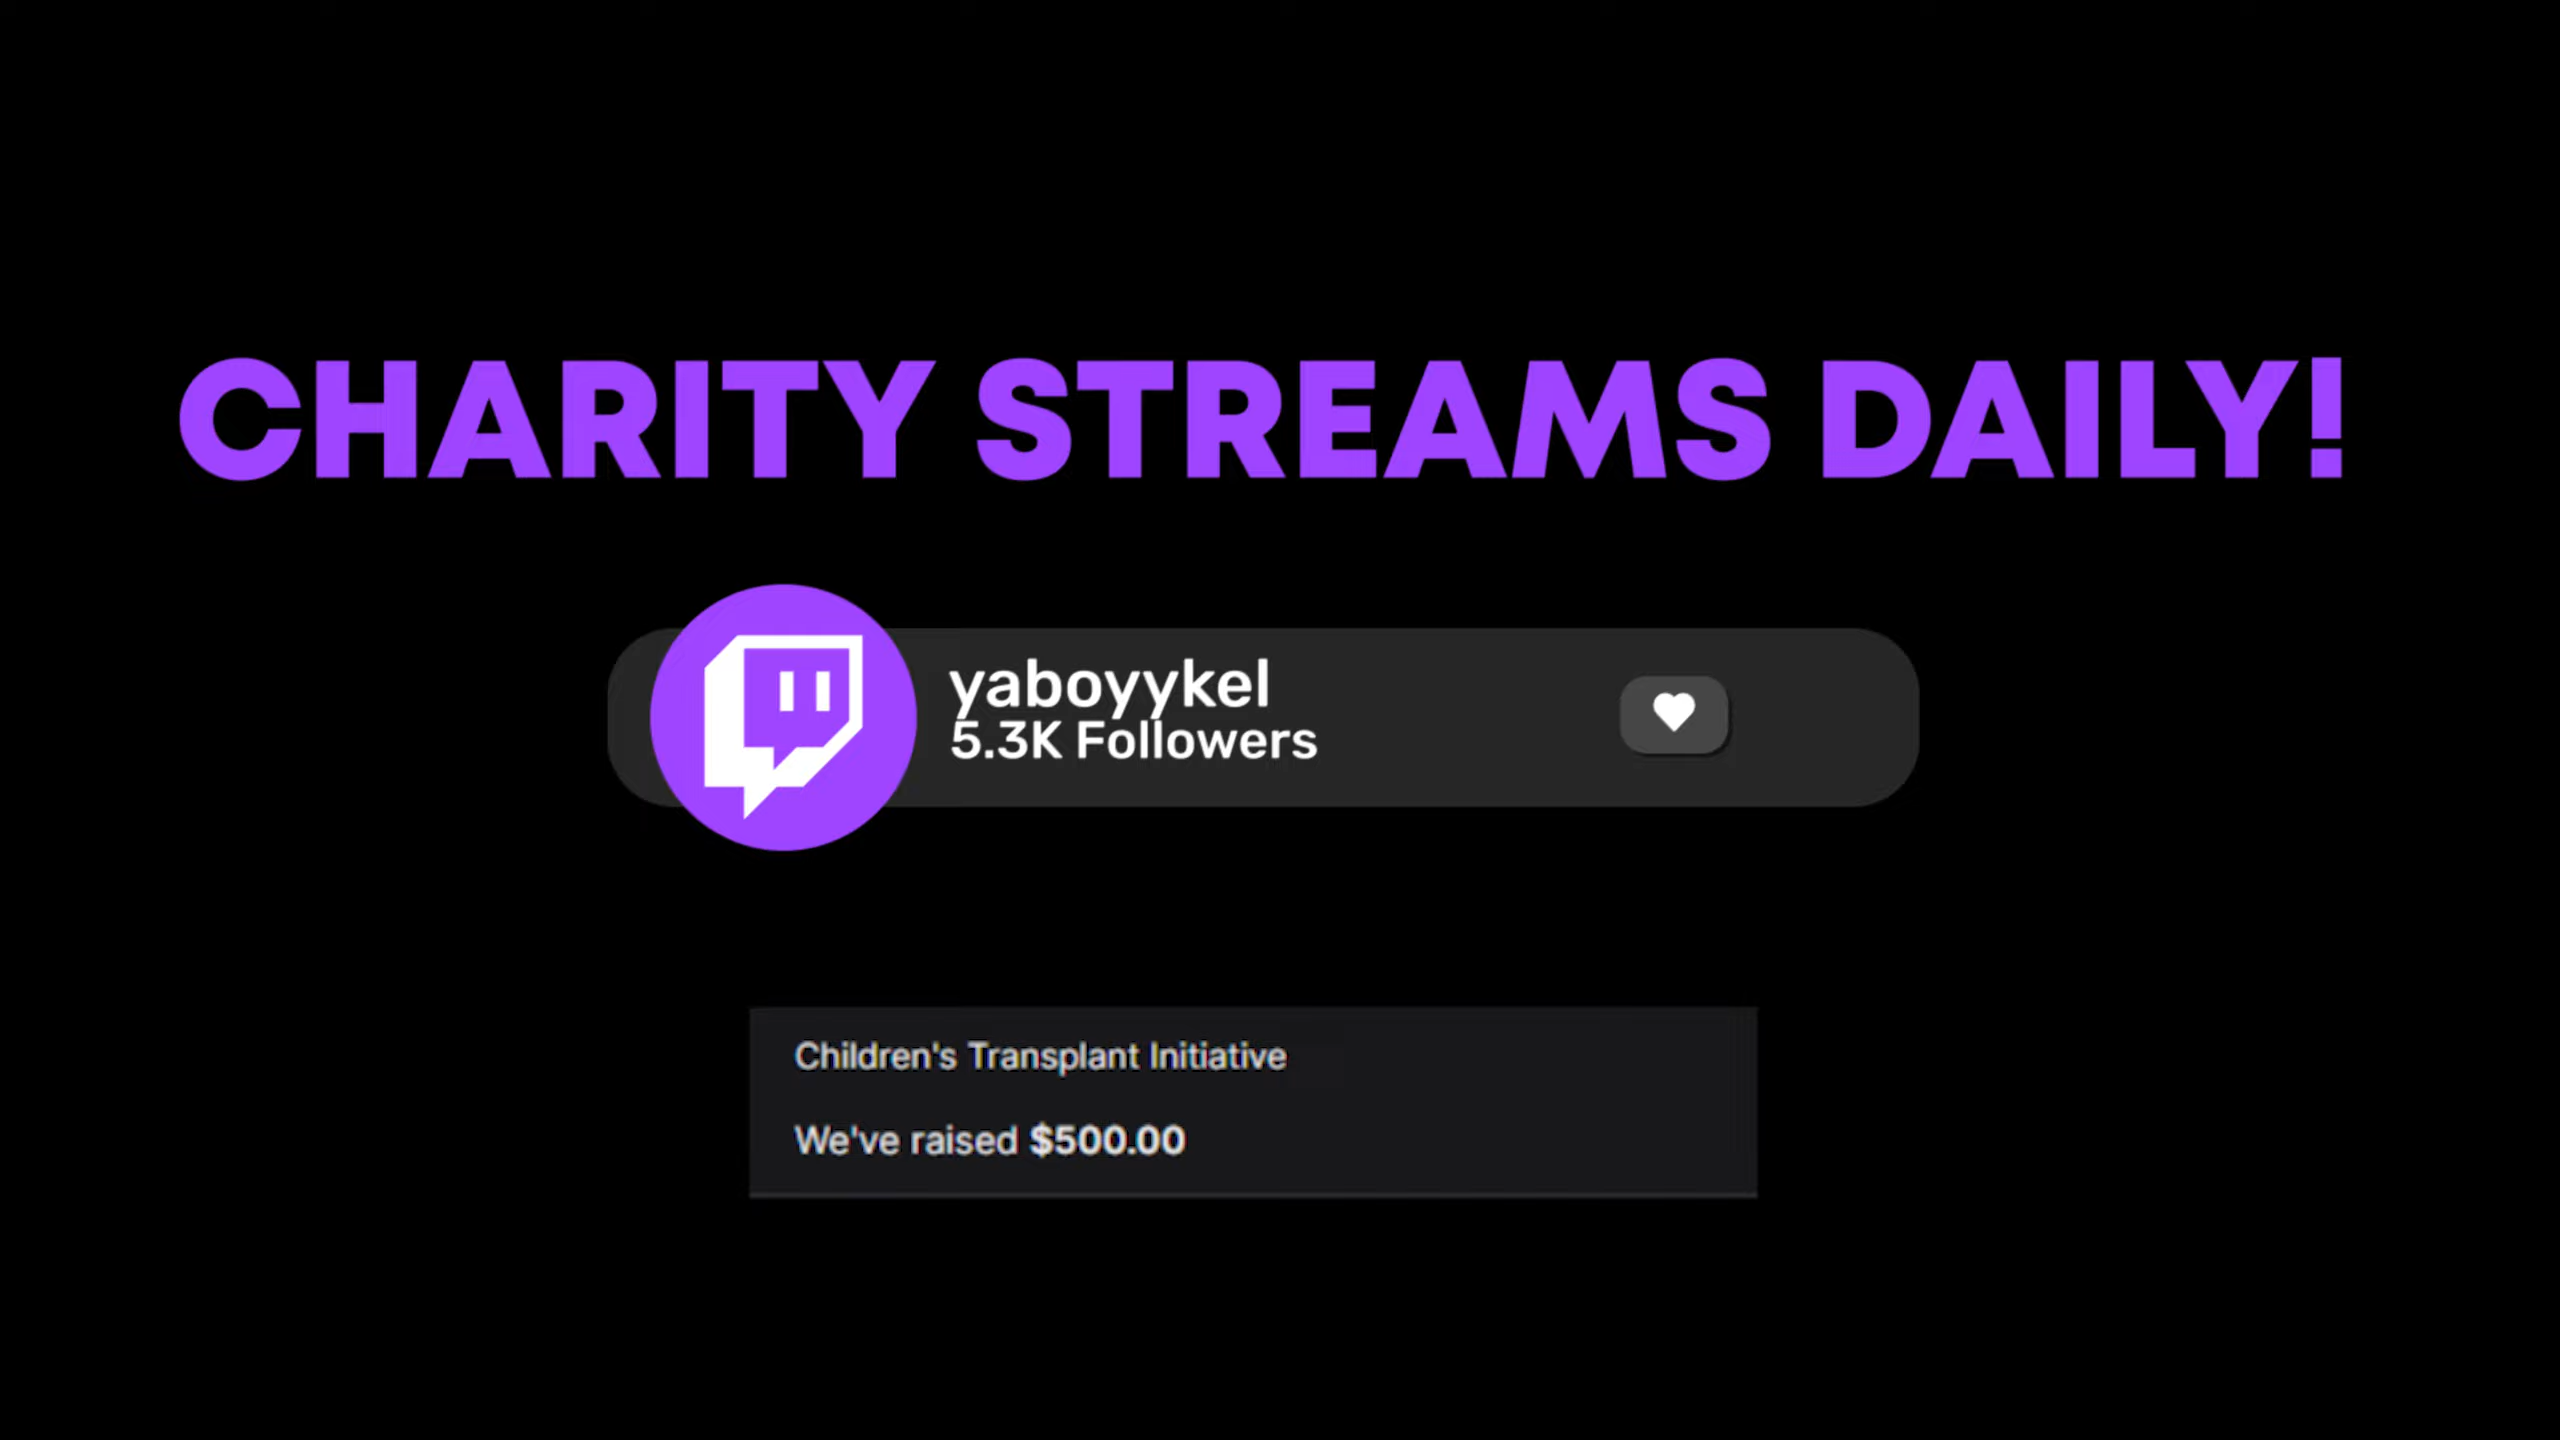 CHARITY STREAMS DAILY!
yaboyykel
5.3K Followers
Children's Transplant Initiative
We've raised $500.00